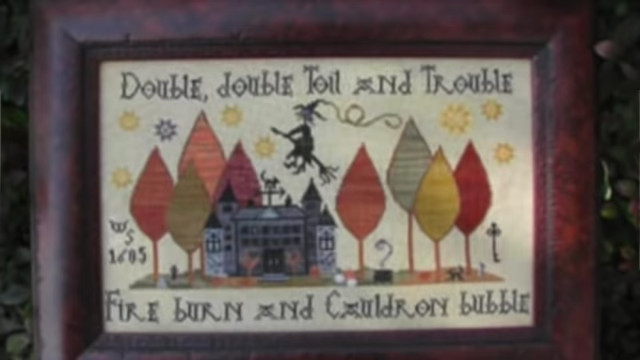 Double, double Toil and Trouble
WS
1605
Fire burn and Cauldron bubble